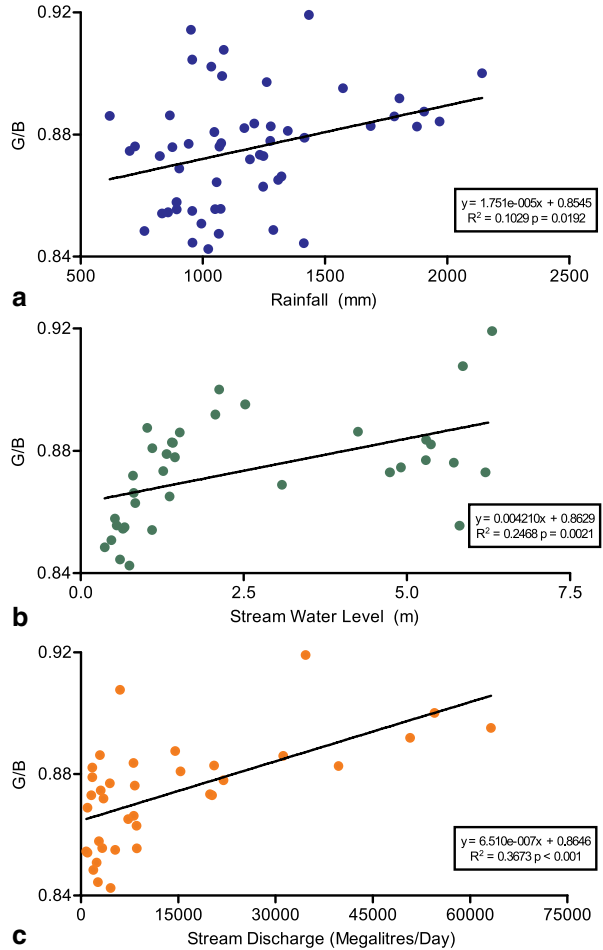 0.92
0.88
0.84
G/B
y = 1.751e-005x + 0.8545
R² = 0.1029 p = 0.0192
500 1000 1500 2000 2500
Rainfall (mm)
a
0.92
0.88
0.84
G/B
y = 0.004210x + 0.8629
R² = 0.2468 p = 0.0021
0.0 2.5 5.0 7.5
Stream Water Level (m)
b
0.92
0.88
0.84
G/B
y = 6.510e-007x + 0.8646
R² = 0.3673 p < 0.001
0 15000 30000 45000 60000 75000
Stream Discharge (Megalitres/Day)
c